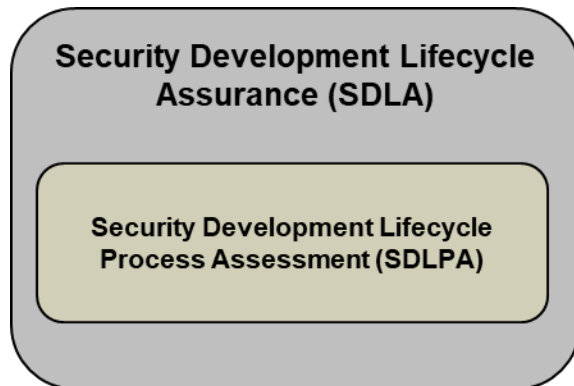 Security Development Lifecycle
Assurance (SDLA)
Security Development Lifecycle
Process Assessment (SDLPA)